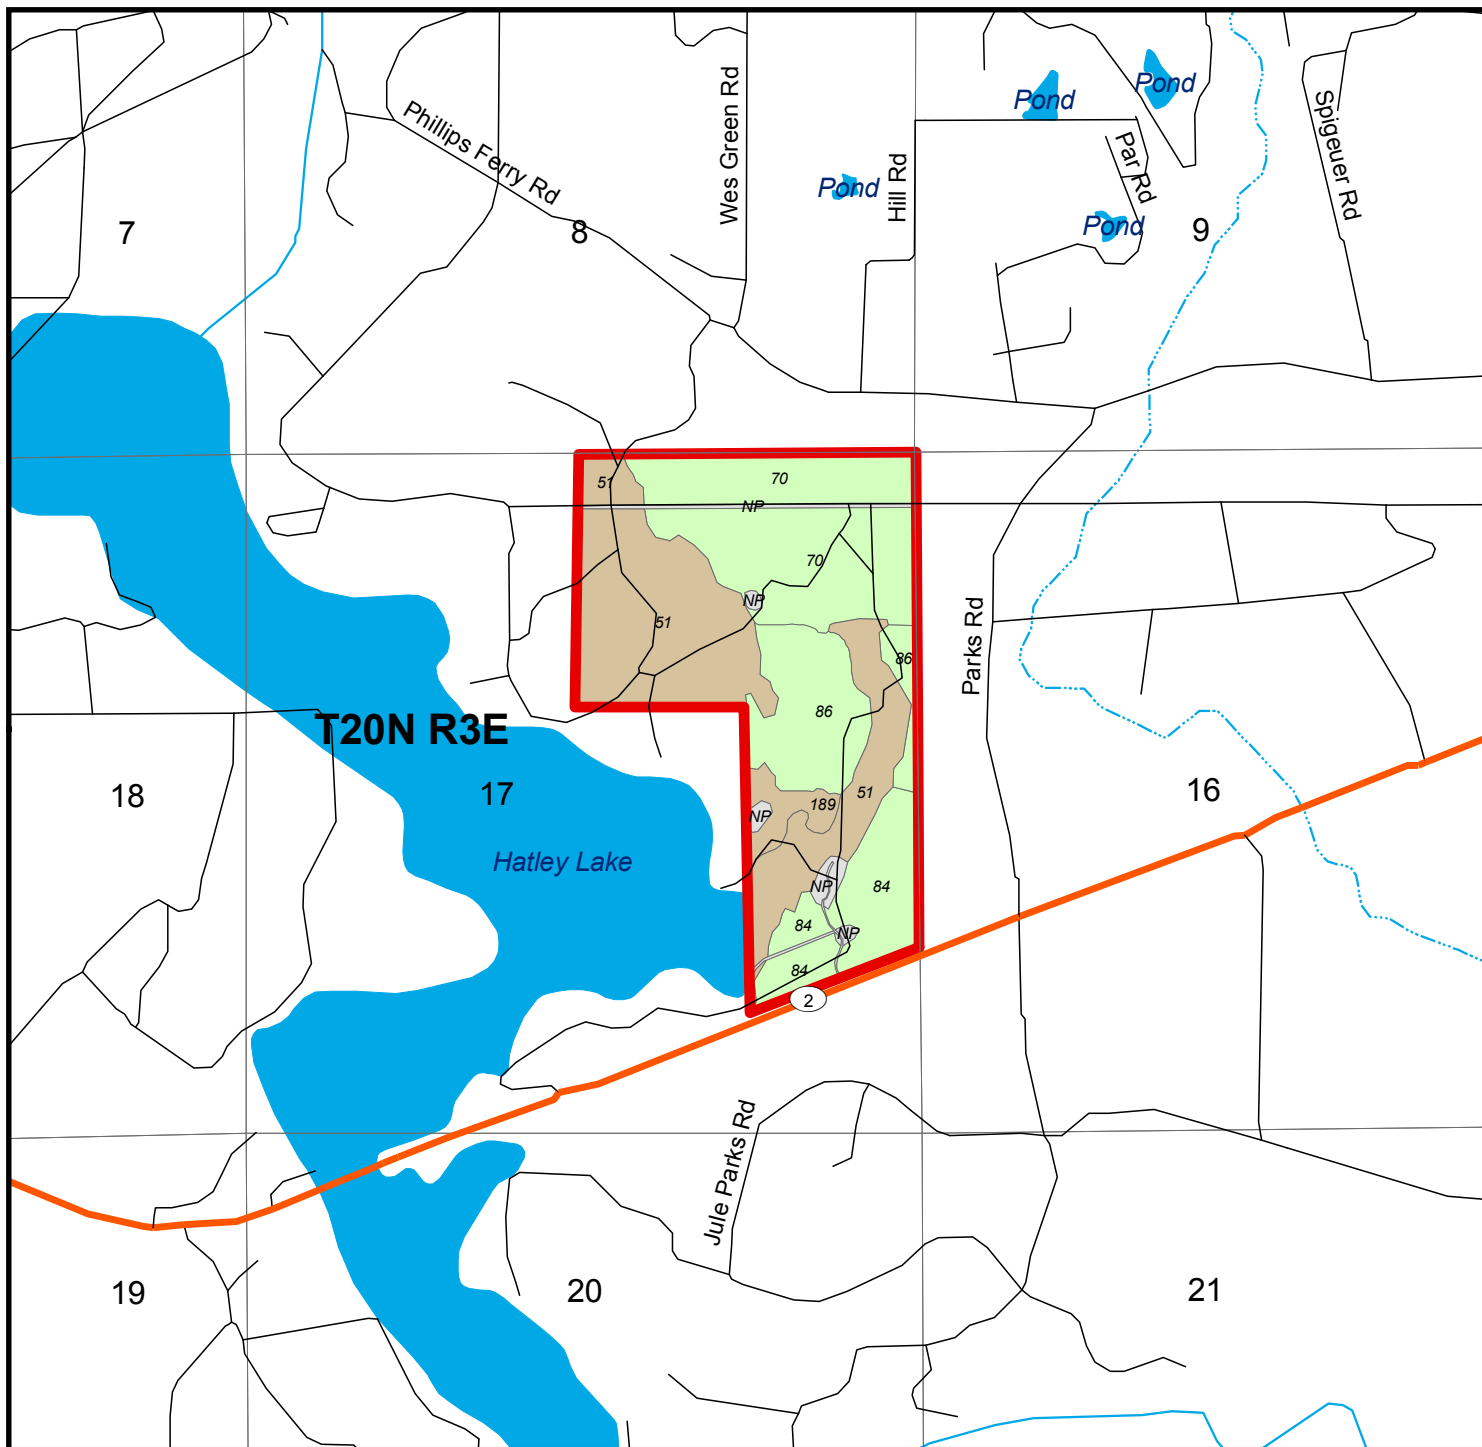 Pond
Pond
Spigeuer Rd
Phillips Ferry Rd
Wes Green Rd
Par Rd
Hill Rd
Pond
Pond
7
8
9
51
70
NP
70
NP
51
Parks Rd
86
86
T20N R3E
18
17
16
189
51
NP
Hatley Lake
NP
84
84
NP
84
2
Jule Parks Rd
19
20
21